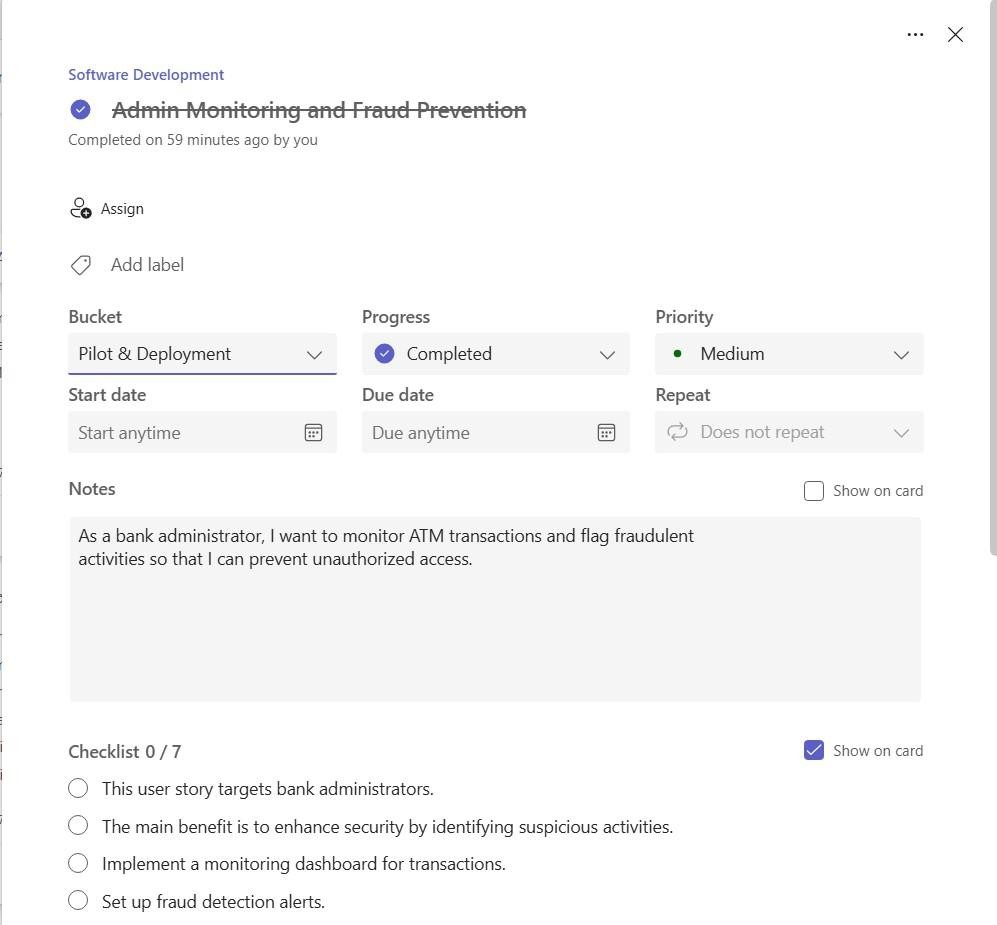 Software Development
Admin Monitoring and Fraud Prevention
Completed on 59 minutes ago by you
Assign
Add label
Bucket Progress Priority
Pilot & Deployment Completed Medium
Start date Due date Repeat
Start anytime Due anytime Does not repeat
Notes Show on card
As a bank administrator, I want to monitor ATM transactions and flag fraudulent
activities so that I can prevent unauthorized access.
Checklist 0 / 7 Show on card
This user story targets bank administrators.
The main benefit is to enhance security by identifying suspicious activities.
Implement a monitoring dashboard for transactions.
Set up fraud detection alerts.